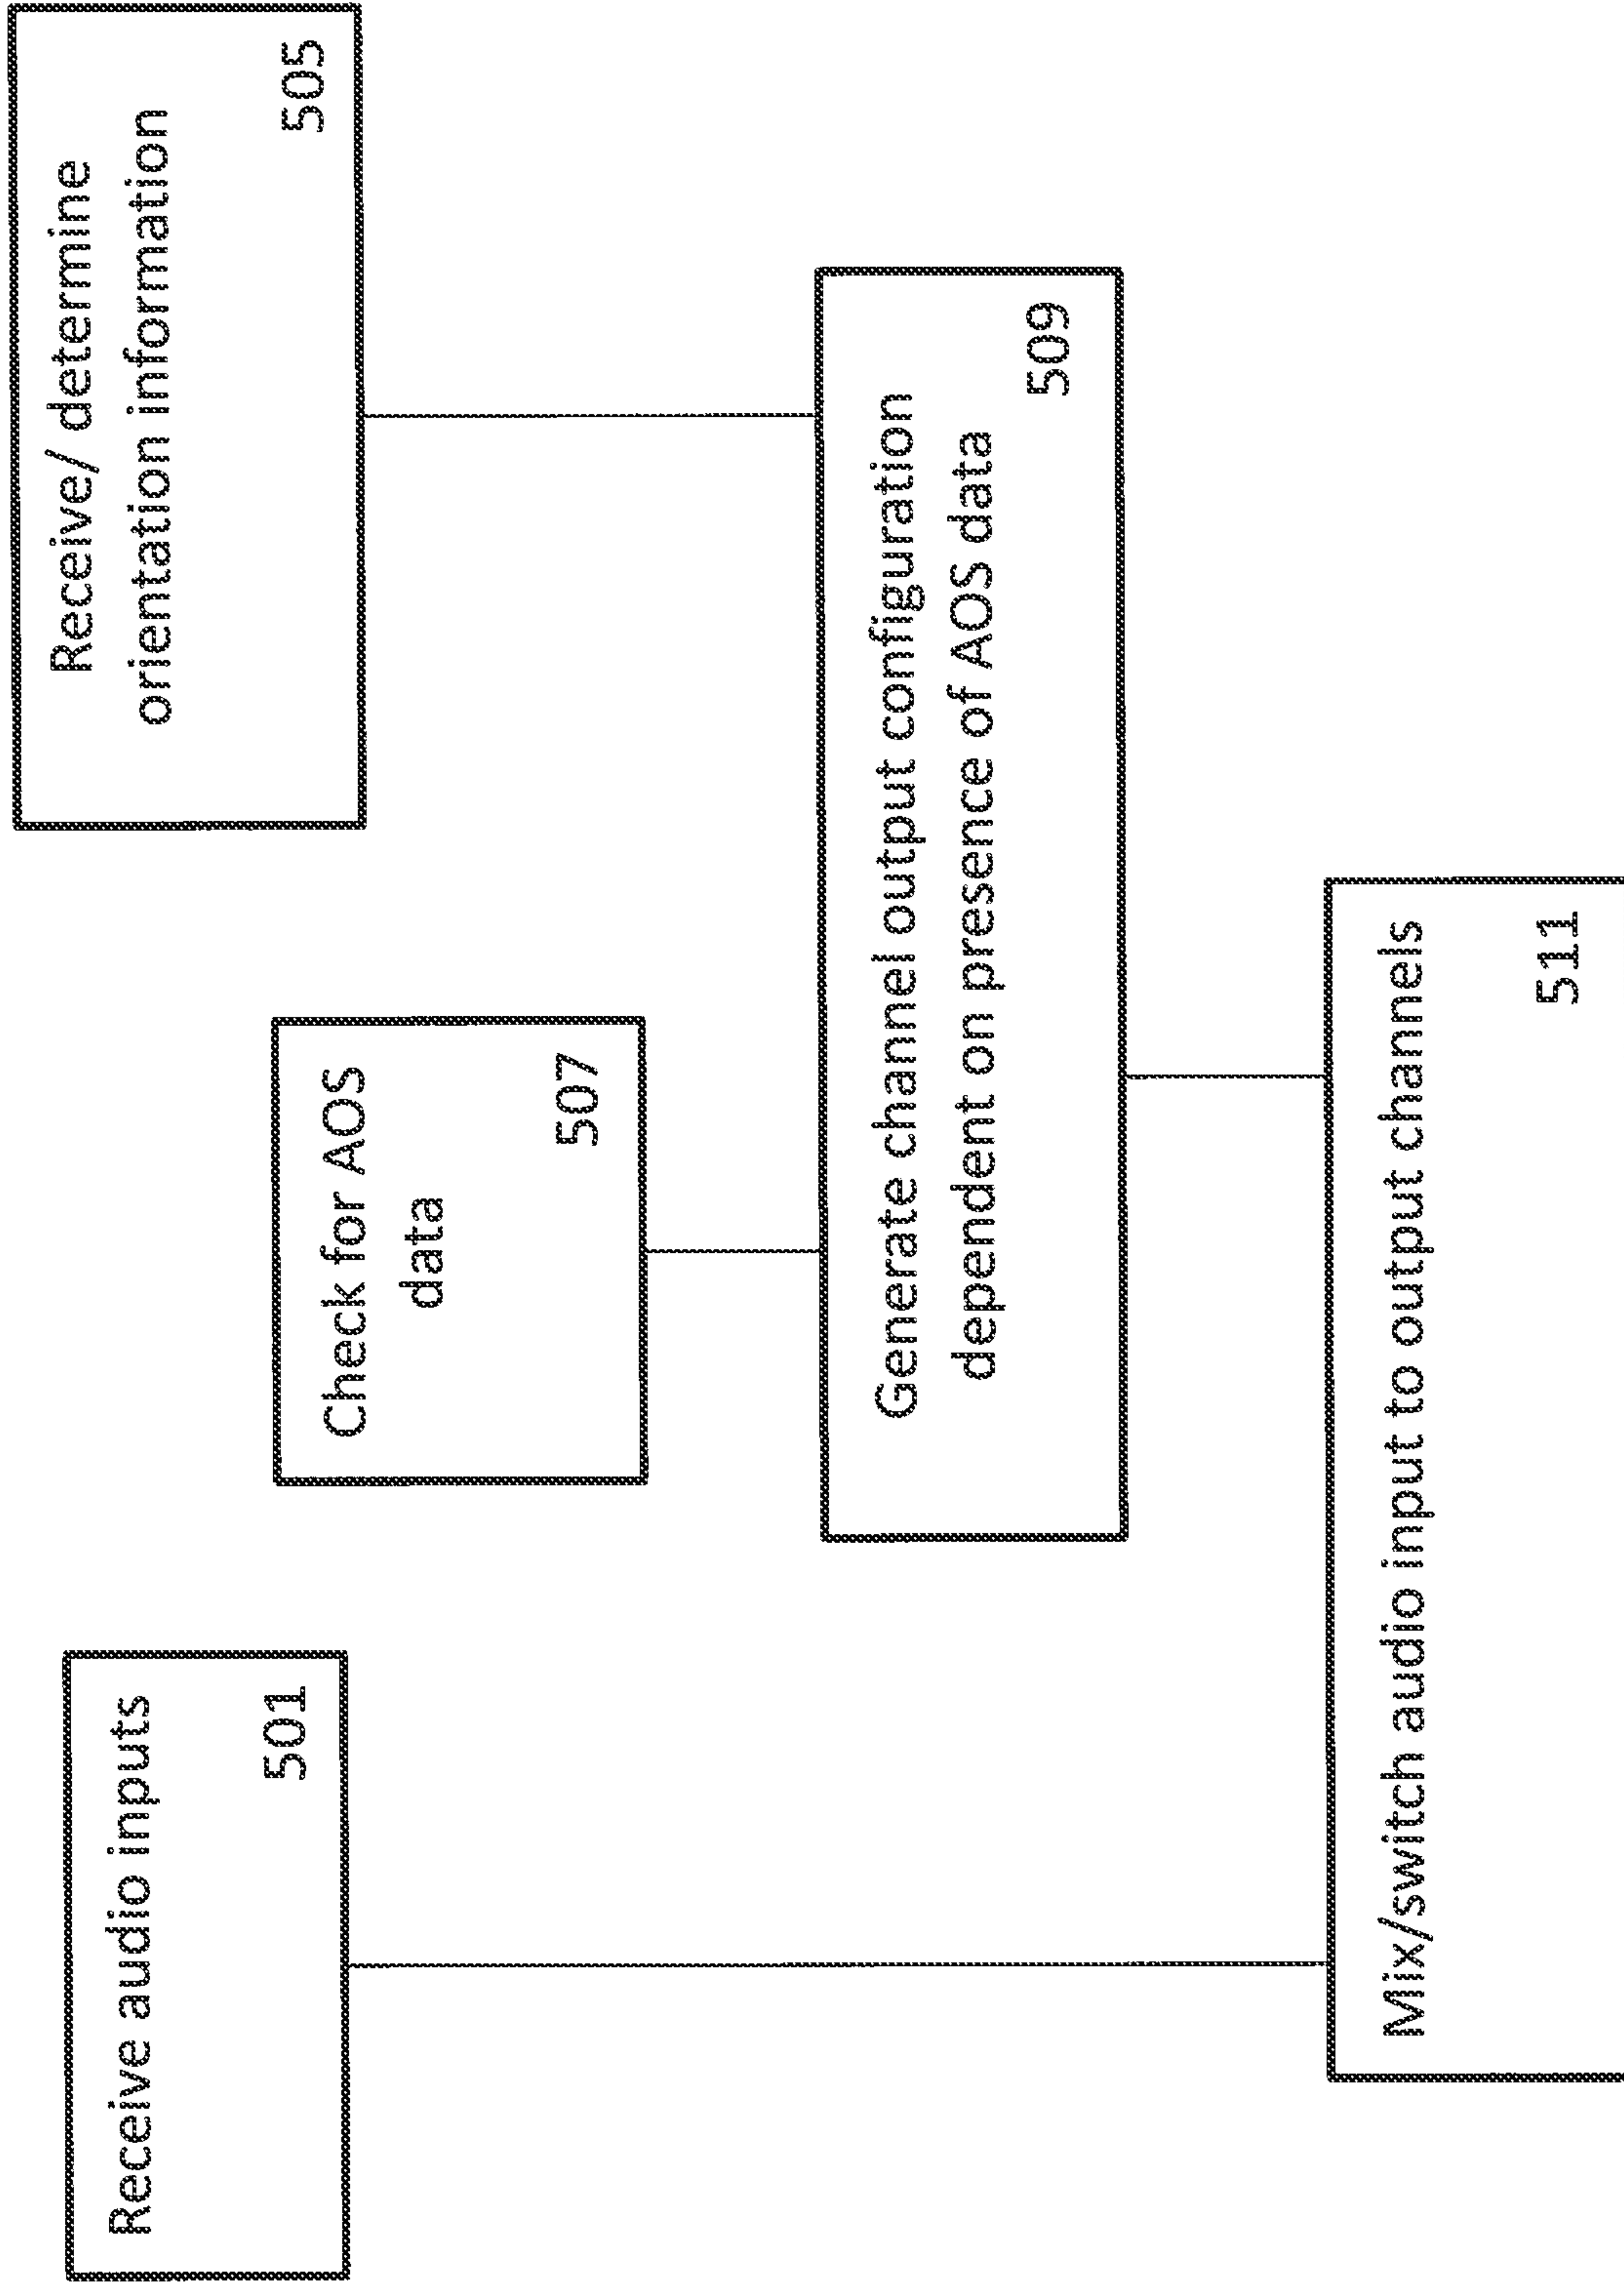 Receive audio inputs
501
Check for AOS
data
507
Receive/ determine
orientation information
505
Generate channel output configuration
dependent on presence of AOS data
509
Mix/switch audio input to output channels
511